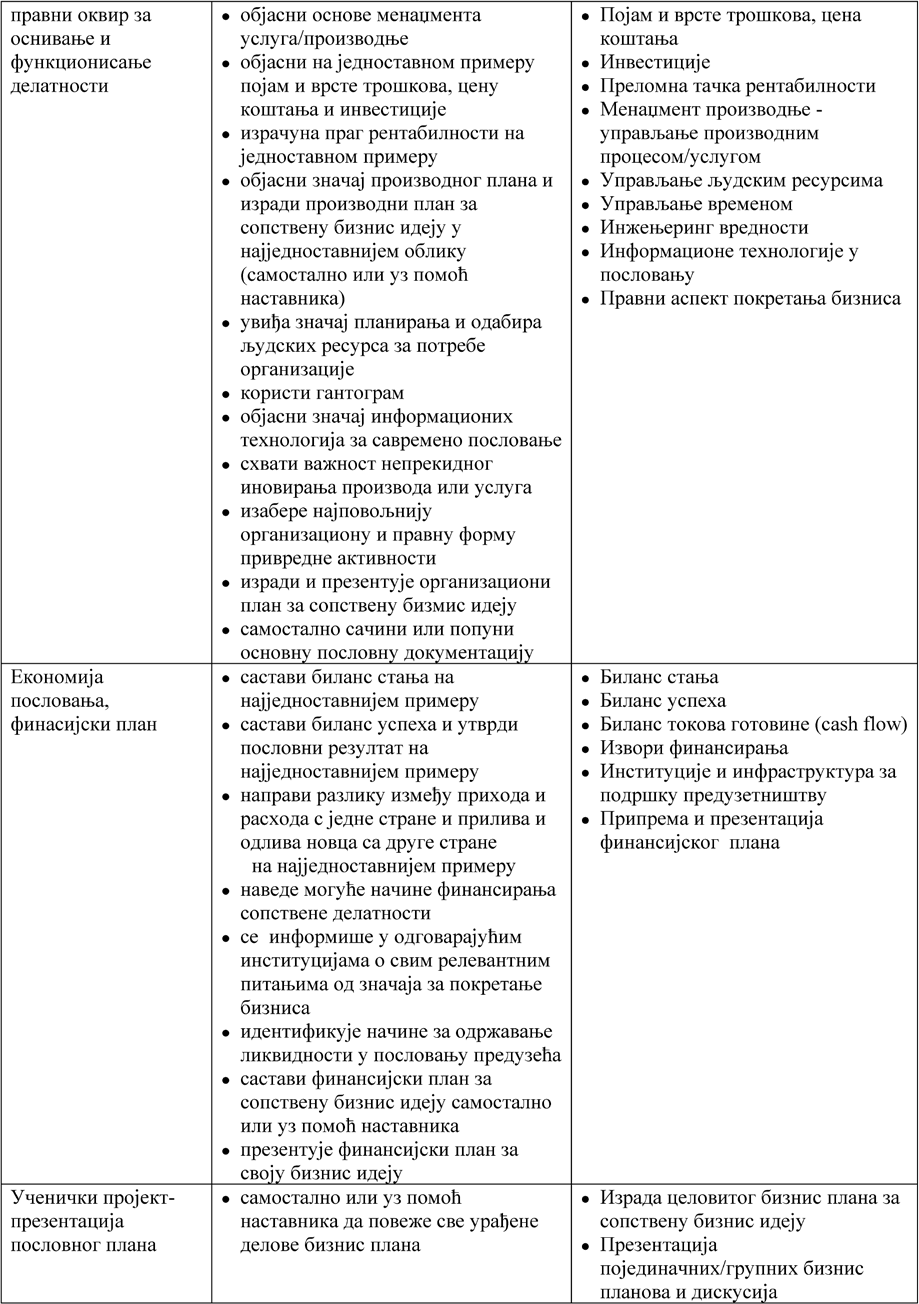 правни оквир за
оснивање и
функционисање
делатности
• објасни основе менаџмента
услуга/производње
• објасни на једноставном примеру
појам и врсте трошкова, цену
коштања и инвестиције
• израчуна праг рентабилности на
једноставном примеру
• објасни значај производног плана и
изради производни план за
сопствену бизнис идеју у
најједноставнијем облику
(самостално или уз помоћ
наставника)
• увиђа значај планирања и одабира
људских ресурса за потребе
организације
• користи гантограм
• објасни значај информационих
технологија за савремено пословање
• схвати важност непрекидног
иновирања производа или услуга
• изабере најповољнију
организациону и правну форму
привредне активности
• изради и презентује организациони
план за сопствену бизмис идеју
• самостално сачини или попуни
основну пословну документацију
• Појам и врсте трошкова, цена
коштања
• Инвестиције
• Преломна тачка рентабилности
• Менаџмент производње -
управљање производним
процесом/услугом
• Управљање људским ресурсима
• Управљање временом
• Инжењеринг вредности
• Информационе технологије у
пословању
• Правни аспект покретања бизниса
Економија
пословања,
финасијски план
• састави биланс стања на
најједноставнијем примеру
• састави биланс успеха и утврди
пословни резултат на
најједноставнијем примеру
• направи разлику између прихода и
расхода с једне стране и прилива и
одлива новца са друге стране
на најједноставнијем примеру
• наведе могуће начине финансирања
сопствене делатности
• се информише у одговарајућим
институцијама о свим релевантним
питањима од значаја за покретање
бизниса
• идентификује начине за одржавање
ликвидности у пословању предузећа
• састави финансијски план за
сопствену бизнис идеју самостално
или уз помоћ наставника
• презентује финансијски план за
своју бизнис идеју
• Биланс стања
• Биланс успеха
• Биланс токова готовине (cash flow)
• Извори финансирања
• Институције и инфраструктура за
подршку предузетништву
• Припрема и презентација
финансијског плана
Ученички пројект-
презентација
пословног плана
• самостално или уз помоћ
наставника да повеже све урађене
делове бизнис плана
• Израда целовитог бизнис плана за
сопствену бизнис идеју
• Презентација
појединачних/групних бизнис
планова и дискусија